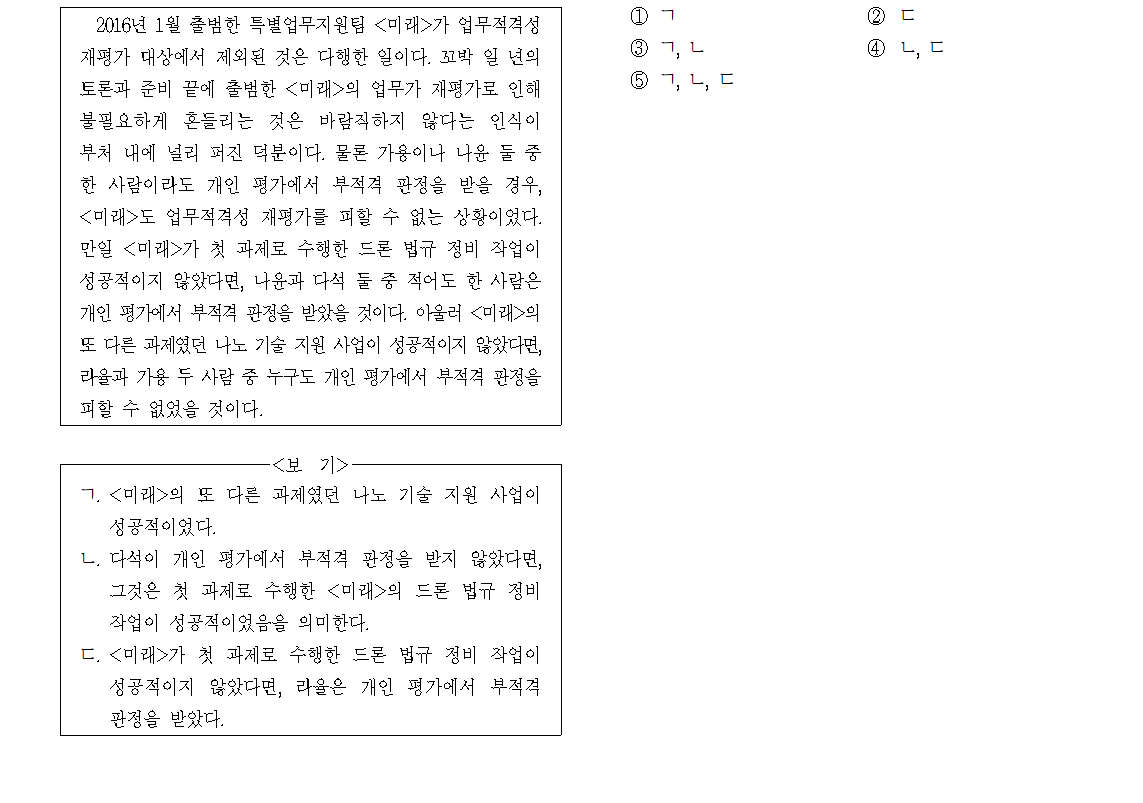 2016년 1월 출범한 특별업무지원팀 <미래>가 업무적격성
재평가 대상에서 제외된 것은 다행한 일이다. 꼬박 일 년의
토론과 준비 끝에 출범한 <미래>의 업무가 재평가로 인해
불필요하게 흔들리는 것은 바람직하지 않다는 인식이
부처 내에 널리 퍼진 덕분이다. 물론 가용이나 나윤 둘 중
한 사람이라도 개인 평가에서 부적격 판정을 받을 경우,
<미래>도 업무적격성 재평가를 피할 수 없는 상황이었다.
만일 <미래>가 첫 과제로 수행한 드론 법규 정비 작업이
성공적이지 않았다면, 나윤과 다석 둘 중 적어도 한 사람은
개인 평가에서 부적격 판정을 받았을 것이다. 아울러 <미래>의
또 다른 과제였던 나노 기술 지원 사업이 성공적이지 않았다면,
라율과 가용 두 사람 중 누구도 개인 평가에서 부적격 판정을
피할 수 없었을 것이다.
<보 기>
ㄱ. <미래>의 또 다른 과제였던 나노 기술 지원 사업이
성공적이었다.
ㄴ. 다석이 개인 평가에서 부적격 판정을 받지 않았다면,
그것은 첫 과제로 수행한 <미래>의 드론 법규 정비
작업이 성공적이었음을 의미한다.
ㄷ. <미래>가 첫 과제로 수행한 드론 법규 정비 작업이
성공적이지 않았다면, 라율은 개인 평가에서 부적격
판정을 받았다.
① ㄱ ② ㄷ
③ ㄱ, ㄴ ④ ㄴ, ㄷ
⑤ ㄱ, ㄴ, ㄷ